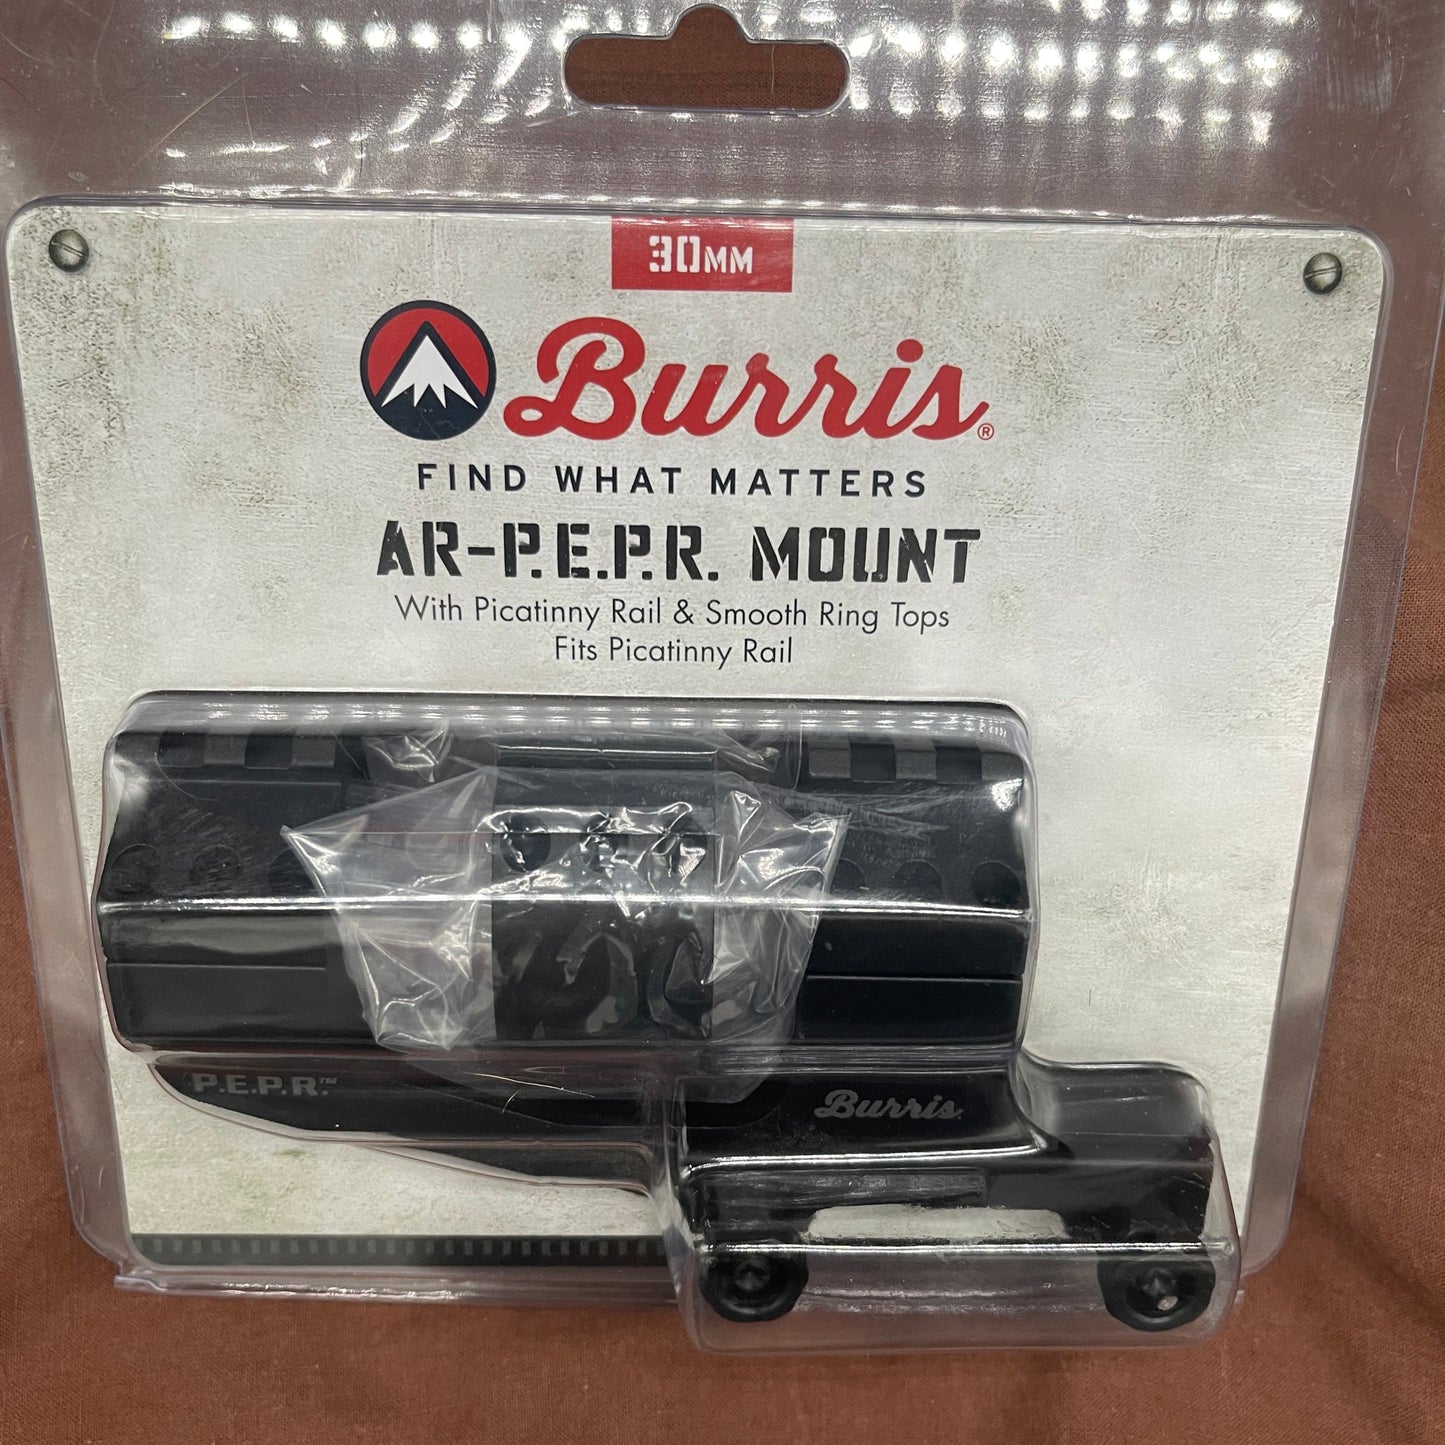 30MM
Burris®
FIND WHAT MATTERS
AR-P.E.P.R. MOUNT
With Picatinny Rail & Smooth Ring Tops
Fits Picatinny Rail
P.E.P.R.™
Burris